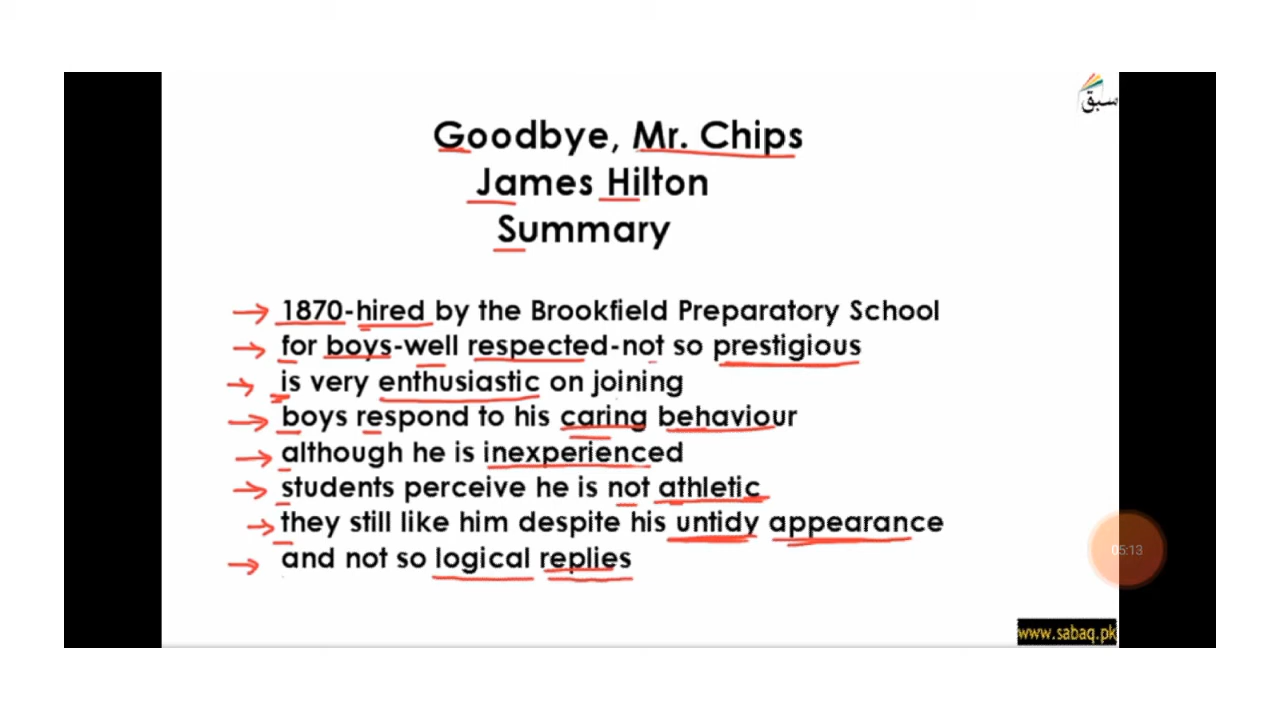 سبق
Goodbye, Mr. Chips
James Hilton
Summary
1870-hired by the Brookfield Preparatory School
for boys-well respected-not so prestigious
is very enthusiastic on joining
boys respond to his caring behaviour
although he is inexperienced
students perceive he is not athletic
they still like him despite his untidy appearance
and not so logical replies
05:13
www.sabaq.pk